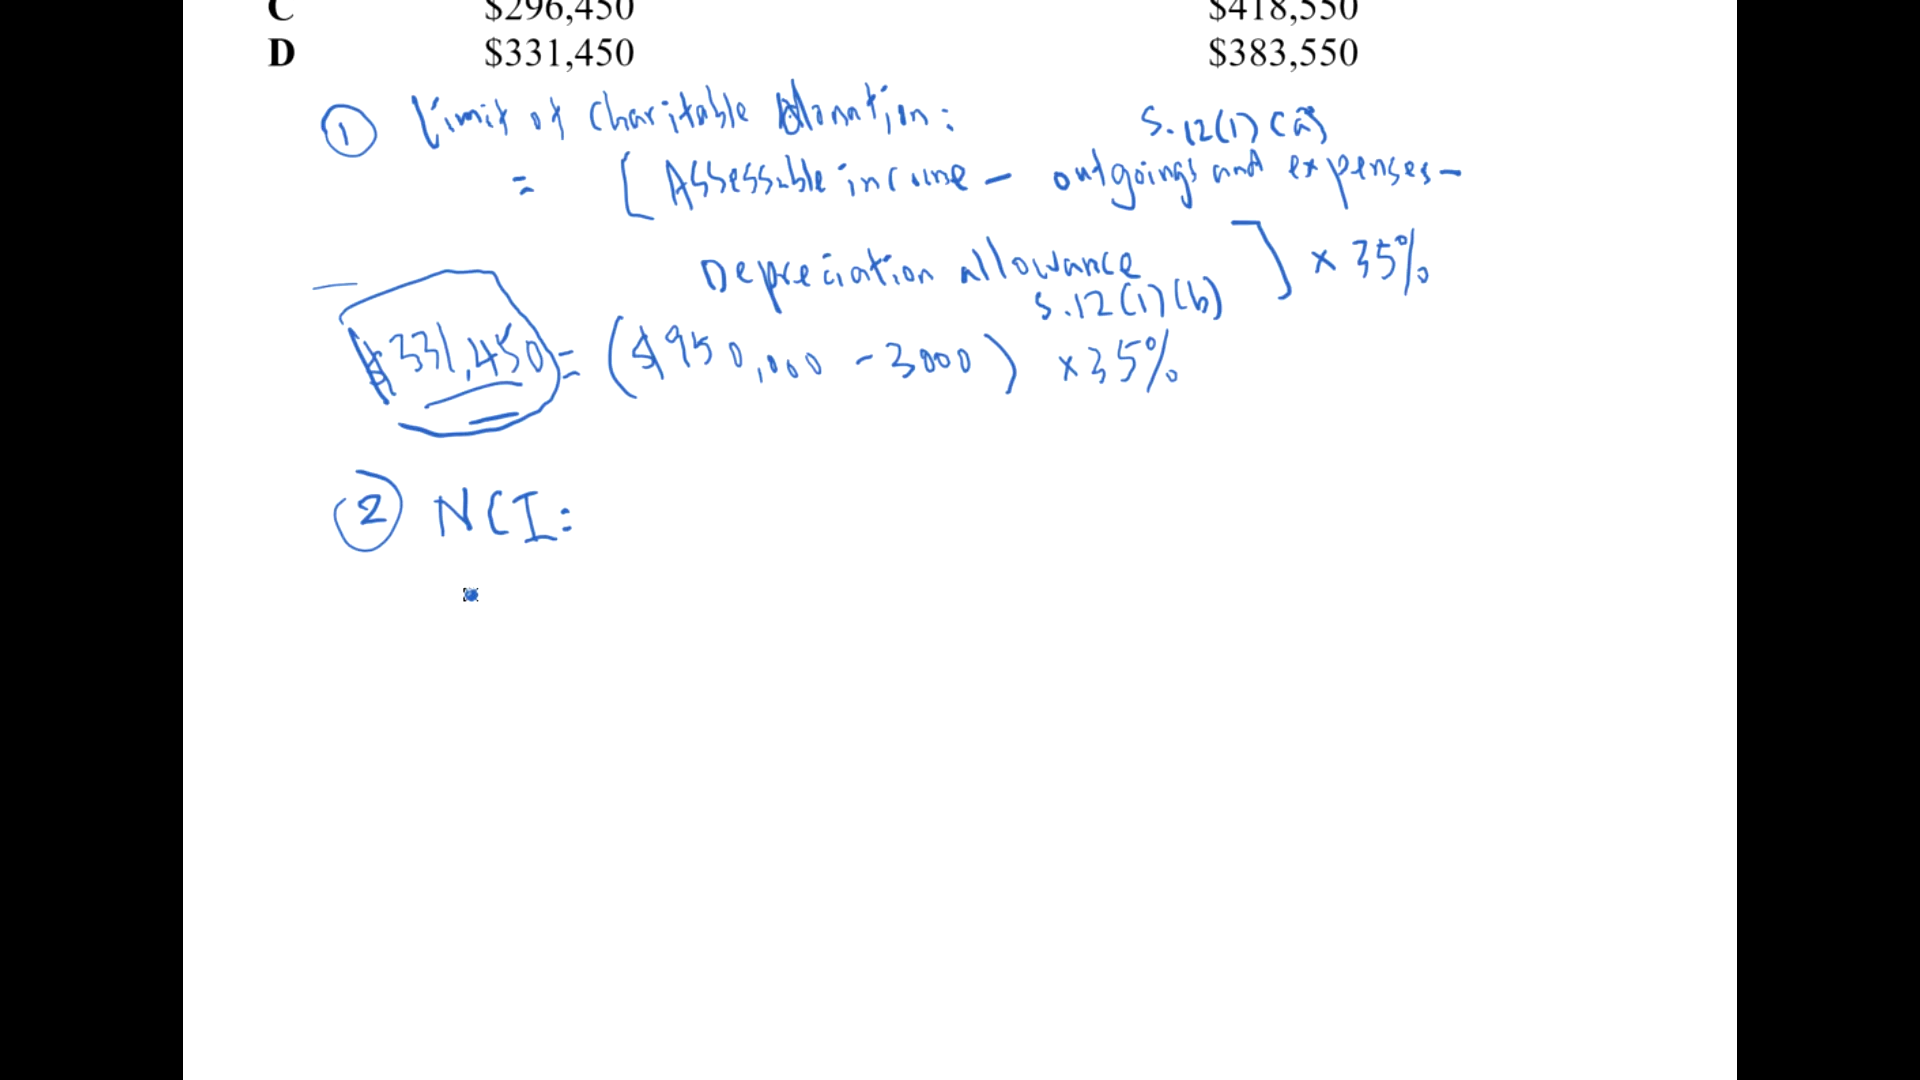 C $296,450 $418,550
D $331,450 $383,550
① Limit of Charitable Donation: S.12(1)(a)
= [Assessable income - outgoings and expenses -
Depreciation allowance ] x 35%
S.12(1)(b)
$331,450 = ($950,000 - 3000) x 35%
② NCI: